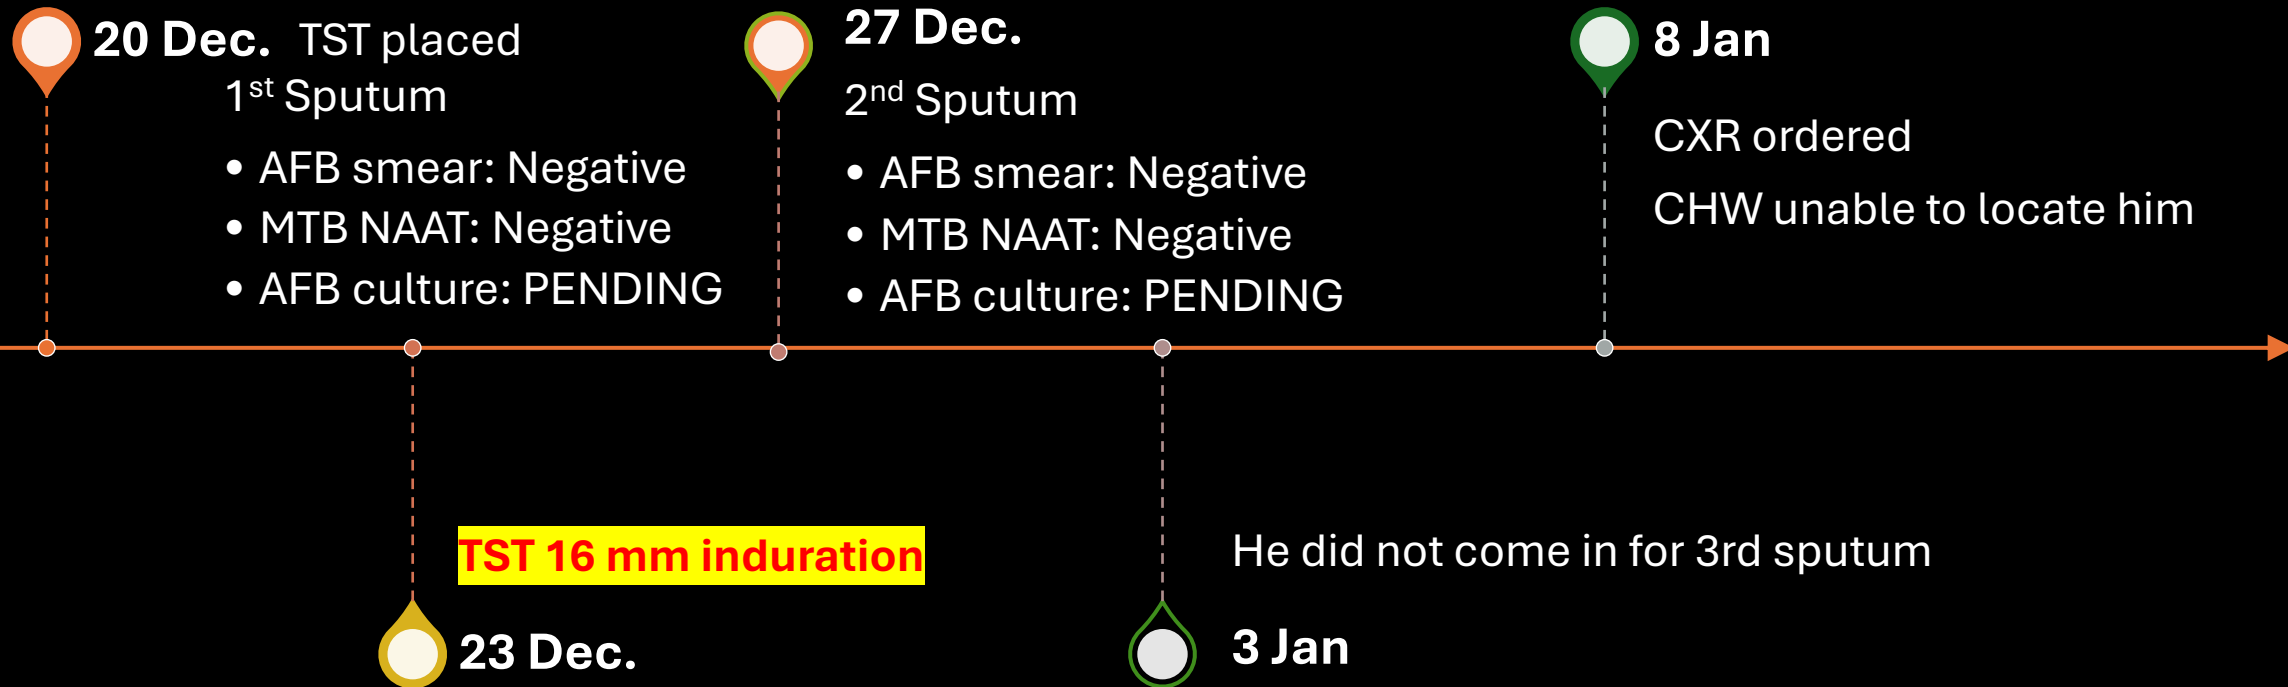 20 Dec. TST placed
1st Sputum
• AFB smear: Negative
• MTB NAAT: Negative
• AFB culture: PENDING
TST 16 mm induration
23 Dec.
27 Dec.
2nd Sputum
• AFB smear: Negative
• MTB NAAT: Negative
• AFB culture: PENDING
He did not come in for 3rd sputum
3 Jan
8 Jan
CXR ordered
CHW unable to locate him